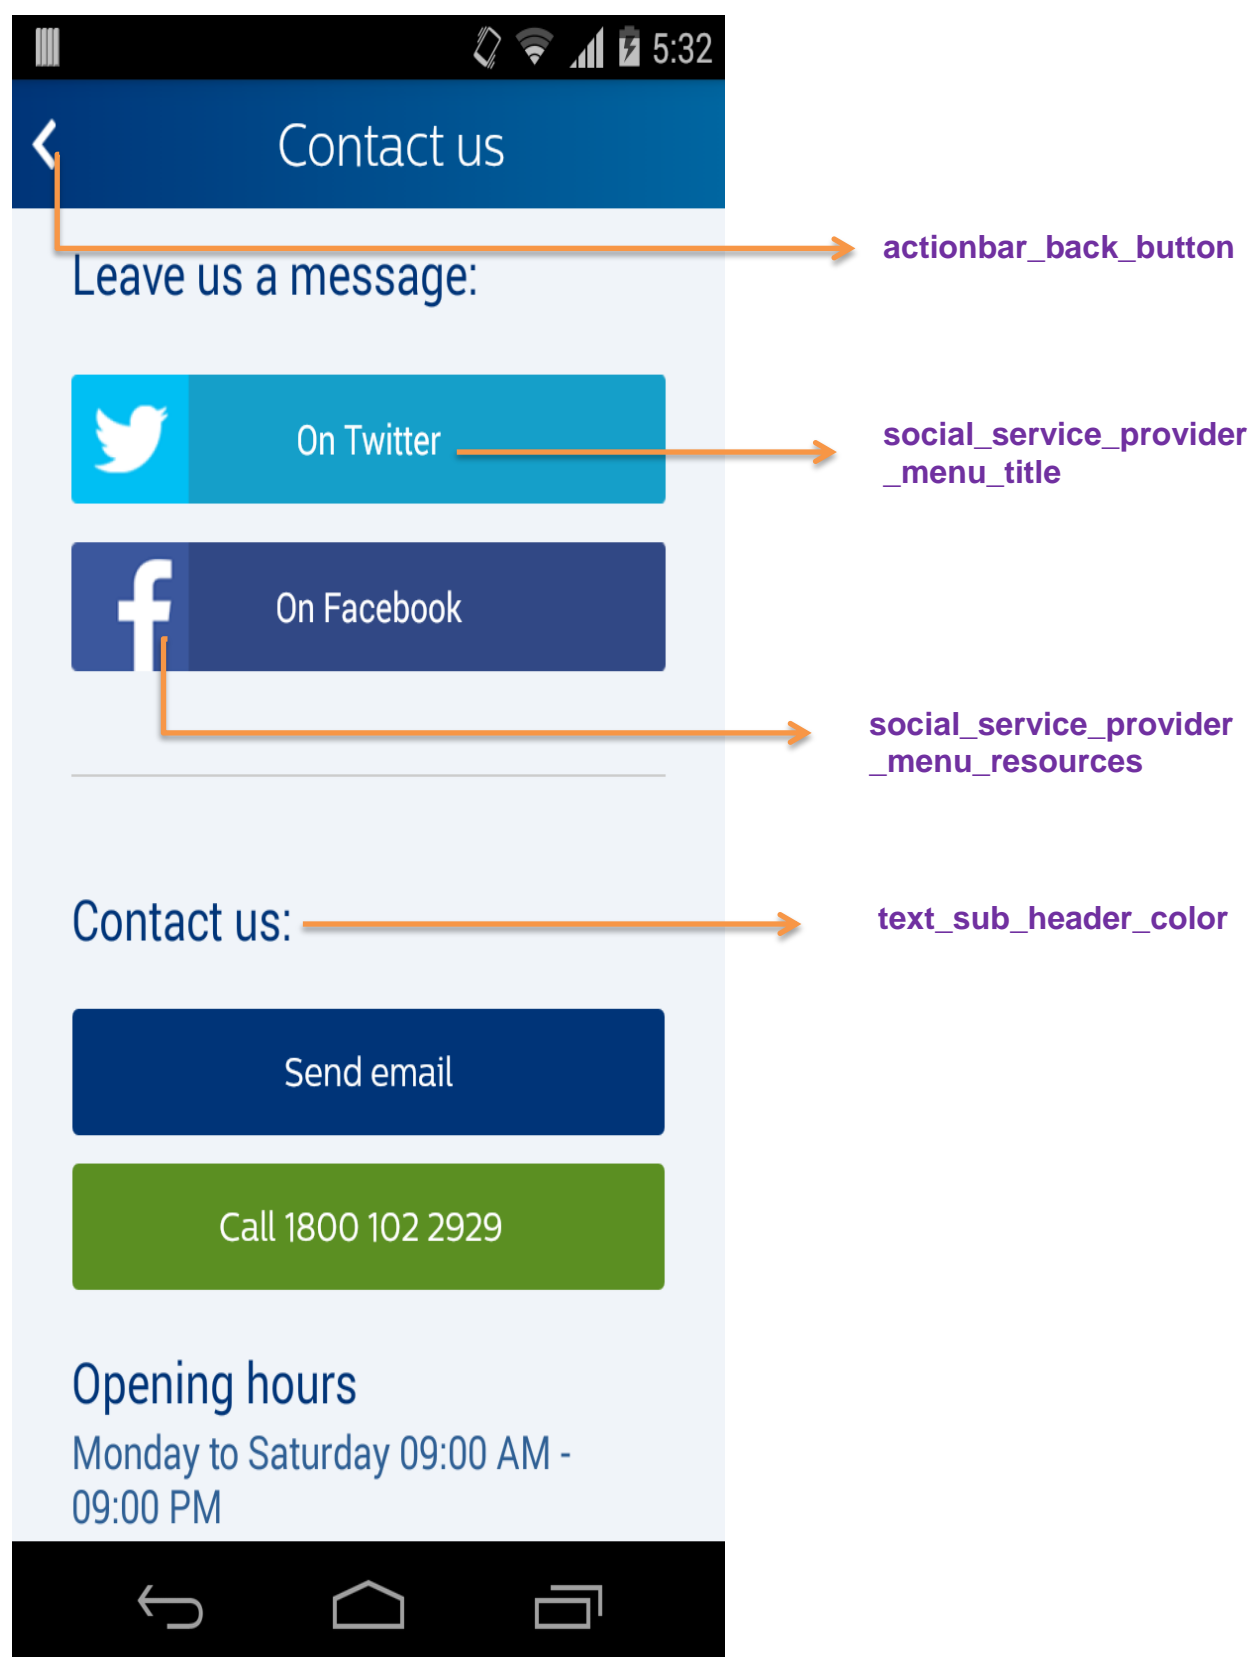 5:32
Contact us
actionbar_back_button
Leave us a message:
On Twitter
social_service_provider
_menu_title
On Facebook
social_service_provider
_menu_resources
Contact us:
text_sub_header_color
Send email
Call 1800 102 2929
Opening hours
Monday to Saturday 09:00 AM -
09:00 PM